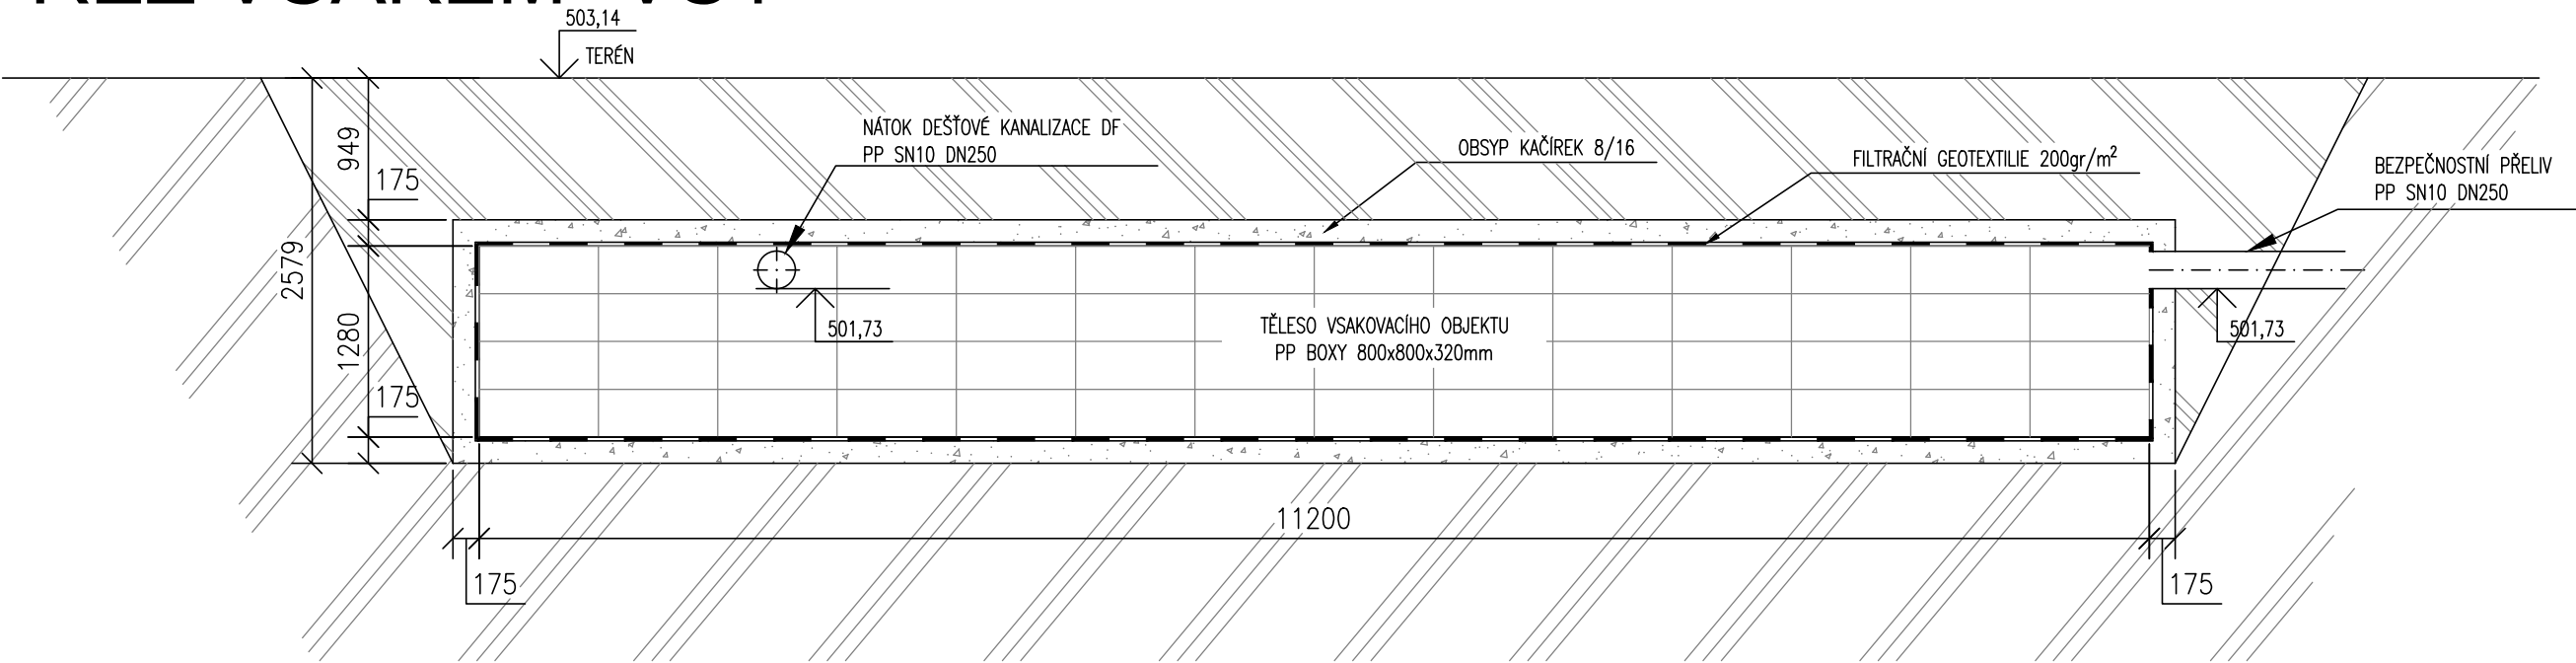 503,14
TERÉN
NÁTOK DEŠŤOVÉ KANALIZACE DF
PP SN10 DN250
OBSYP KAČÍREK 8/16
FILTRAČNÍ GEOTEXTILIE 200gr/m²
BEZPEČNOSTNÍ PŘELIV
PP SN10 DN250
949
175
2579
1280
175
501,73
TĚLESO VSAKOVACÍHO OBJEKTU
PP BOXY 800x800x320mm
501,73
11200
175
175